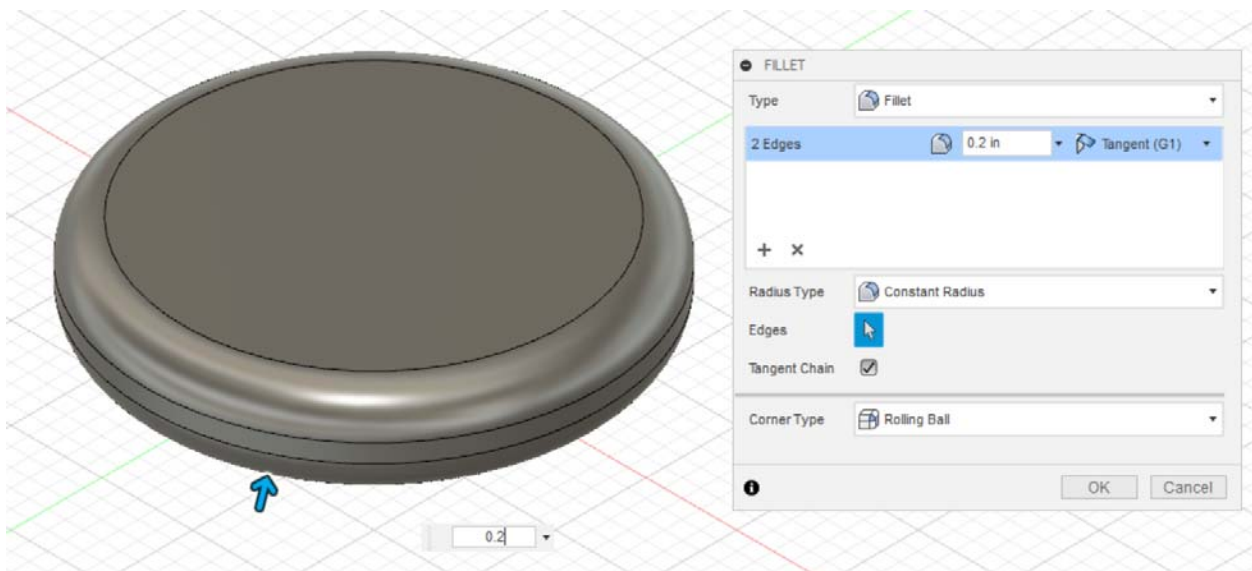 FILLET
Type Fillet
2 Edges 0.2 in Tangent (G1)
Radius Type Constant Radius
Edges
Tangent Chain
Corner Type Rolling Ball
OK Cancel
0.2